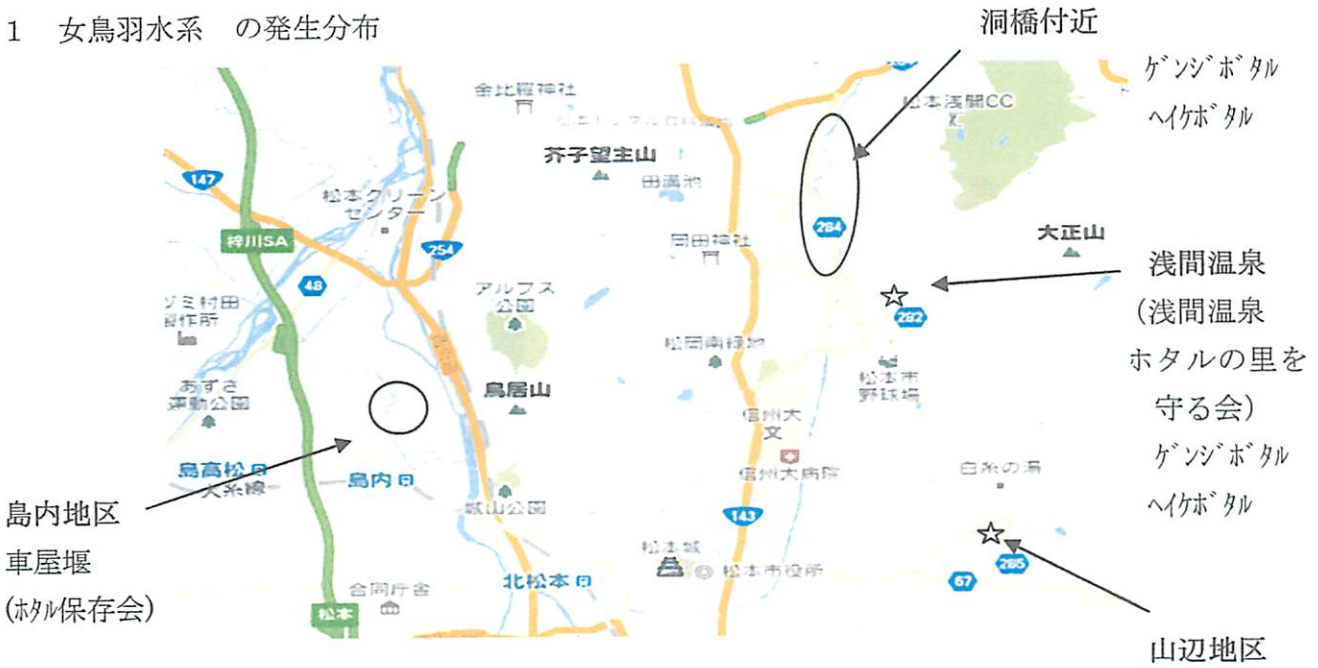 1 女鳥羽水系 の発生分布
洞橋付近
ゲンジボタル
ヘイケボタル
金比羅神社
松本浅間CC
芥子望主山
田溝池
147
松本クリーン
センター
梓川SA
254
岡田神社
284
大正山
48
アルプス
公園
浅間温泉
(浅間温泉
ホタルの里を
守る会)
ゲンジボタル
ヘイケボタル
282
松岡南緑地
松本市
野球場
あずさ
運動公園
鳥居山
信州大
文
信州大病院
白糸の湯
島高松
大糸線
島内
城山公園
143
島内地区
車屋堰
(ホタル保存会)
松本城
松本市役所
285
67
北松本
合同庁舎
松本
山辺地区